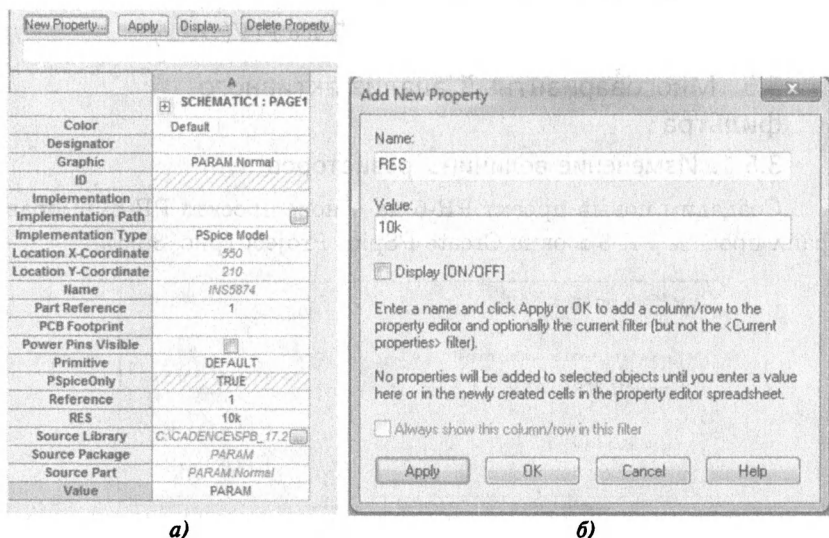 New Property... Apply Display... Delete Property
A
SCHEMATIC1 : PAGE1
Color Default
Designator
Graphic PARAM.Normal
ID
Implementation
Implementation Path
Implementation Type PSpice Model
Location X-Coordinate 550
Location Y-Coordinate 210
Name INS5874
Part Reference 1
PCB Footprint
Power Pins Visible
Primitive DEFAULT
PSpiceOnly TRUE
Reference 1
RES 10k
Source Library C:\CADENCE\SPB_17.2
Source Package PARAM
Source Part PARAM.Normal
Value PARAM
а)
Add New Property
Name:
RES
Value:
10k
Display [ON/OFF]
Enter a name and click Apply or OK to add a column/row to the
property editor and optionally the current filter (but not the <Current
properties> filter).
No properties will be added to selected objects until you enter a value
here or in the newly created cells in the property editor spreadsheet.
Always show this column/row in this filter
Apply OK Cancel Help
б)